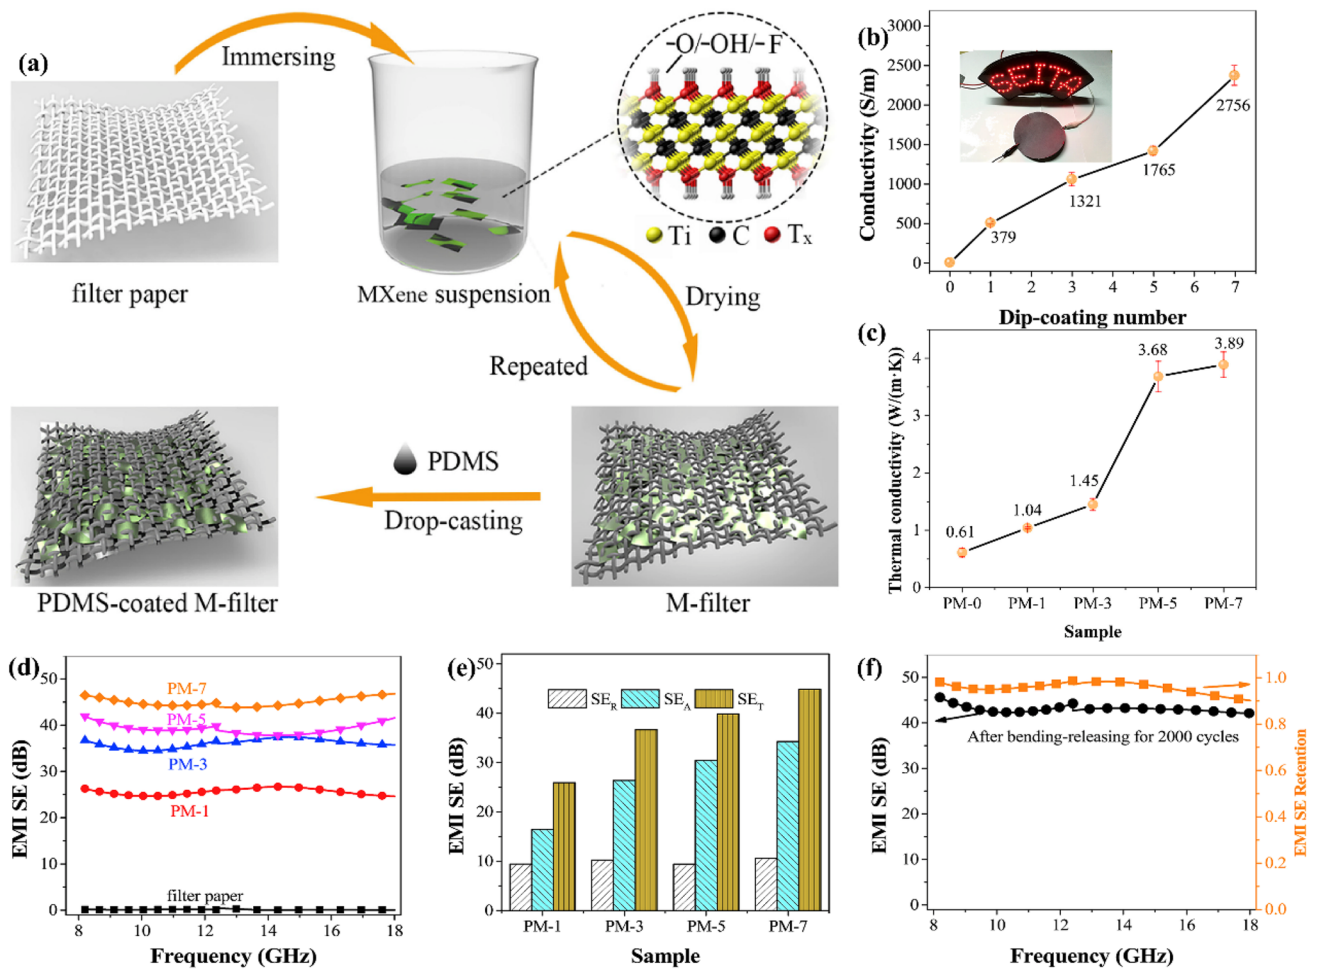 (a)
Immersing
filter paper
MXene suspension
-O/-OH/-F
Ti C Tx
Drying
Repeated
PDMS
Drop-casting
PDMS-coated M-filter
M-filter
(b)
Conductivity (S/m)
3000
2500
2000
1500
1000
500
0
SEITA
379
1321
1765
2756
0 1 2 3 4 5 6 7
Dip-coating number
(c)
Thermal conductivity (W/(m·K))
4
3
2
1
0
0.61
1.04
1.45
3.68
3.89
PM-0 PM-1 PM-3 PM-5 PM-7
Sample
(d)
EMI SE (dB)
50
40
30
20
10
0
PM-7
PM-5
PM-3
PM-1
filter paper
8 10 12 14 16 18
Frequency (GHz)
(e)
EMI SE (dB)
50
40
30
20
10
0
SER SEA SET
PM-1 PM-3 PM-5 PM-7
Sample
(f)
EMI SE (dB)
50
40
30
20
10
0
After bending-releasing for 2000 cycles
1.0
0.8
0.6
0.4
0.2
0.0
EMI SE Retention
8 10 12 14 16 18
Frequency (GHz)